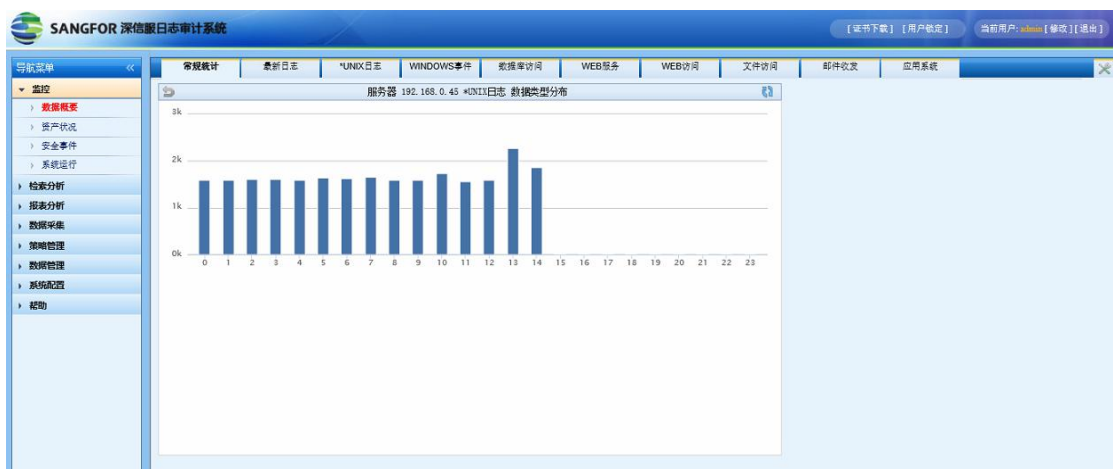 SANGFOR 深信服日志审计系统
[证书下载] [用户锁定] 当前用户: admin [修改][退出]
导航菜单 «
常规统计 最新日志 *UNIX日志 WINDOWS事件 数据库访问 WEB服务 WEB访问 文件访问 邮件收发 应用系统
监控
数据概要
资产状况
安全事件
系统运行
检索分析
报表分析
数据采集
策略管理
数据管理
系统配置
帮助
服务器 192.168.0.45 *UNIX日志 数据类型分布
3k
2k
1k
0k
0 1 2 3 4 5 6 7 8 9 10 11 12 13 14 15 16 17 18 19 20 21 22 23